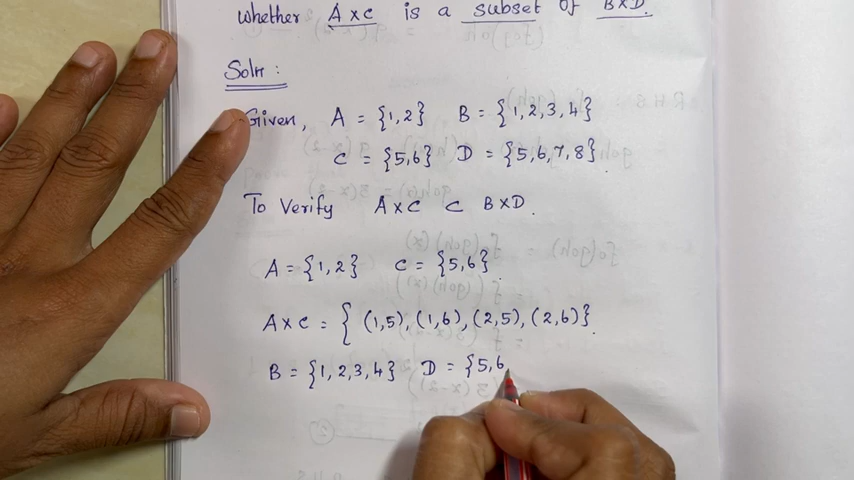 whether A×C is a subset of B×D.
Soln:
Given, A = {1,2} B = {1,2,3,4}
C = {5,6} D = {5,6,7,8}.
To Verify A×C ⊂ B×D.
A = {1,2} C = {5,6}.
A×C = { (1,5), (1,6), (2,5), (2,6)}.
B = {1,2,3,4} D = {5,6